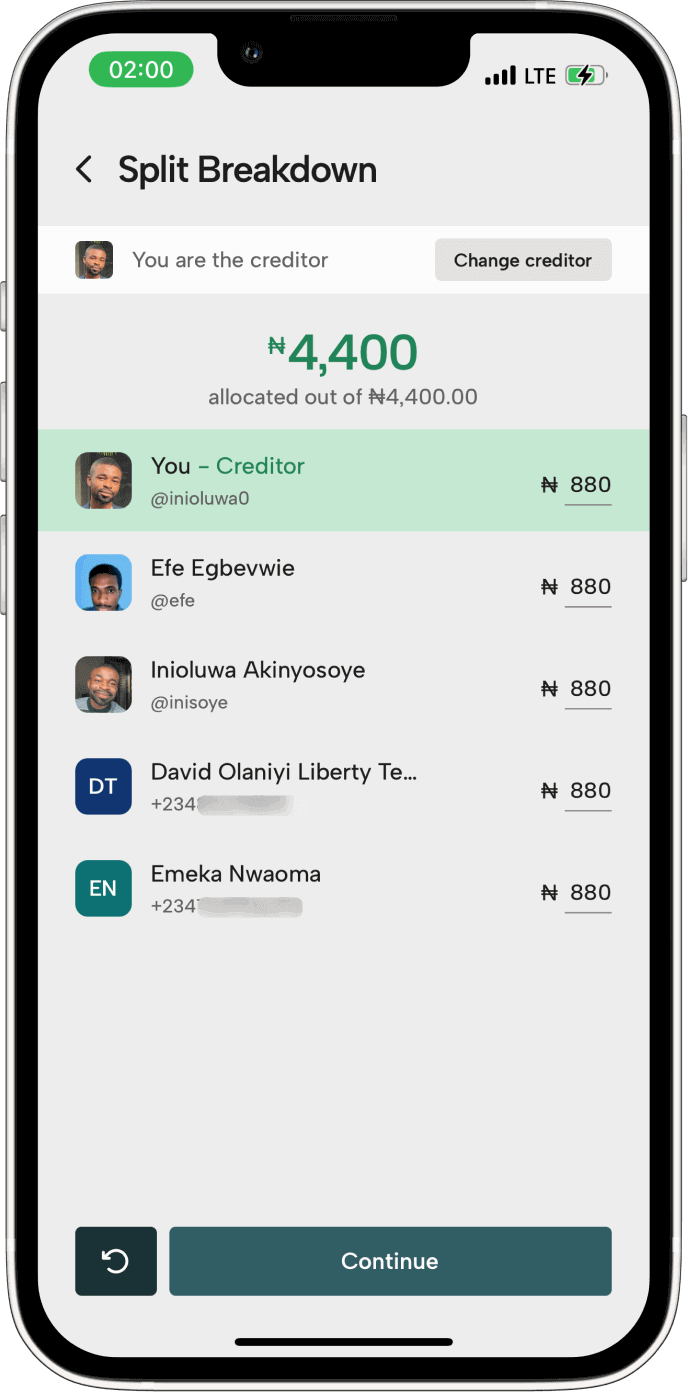 02:00
LTE
Split Breakdown
You are the creditor
Change creditor
₦4,400
allocated out of ₦4,400.00
You - Creditor
@inioluwa0
₦ 880
Efe Egbevwie
@efe
₦ 880
Inioluwa Akinyosoye
@inisoye
₦ 880
DT
David Olaniyi Liberty Te...
+234
₦ 880
EN
Emeka Nwaoma
+234
₦ 880
Continue